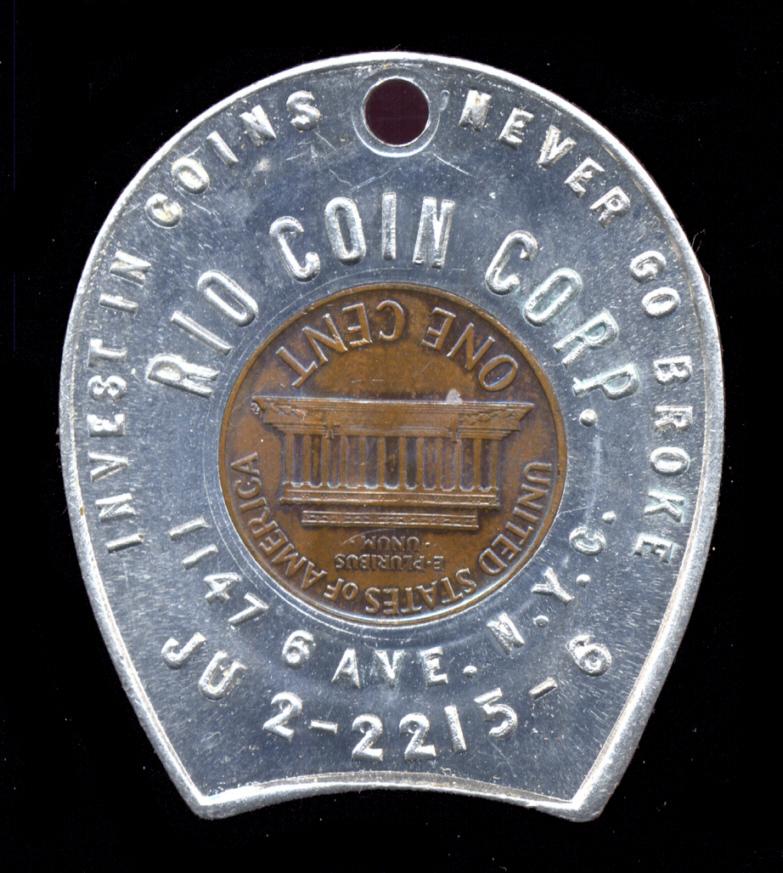 INVEST IN COINS NEVER GO BROKE
RIO COIN CORP.
1147 6 AVE. N.Y.C.
JU 2-2215-6
ONE CENT
UNITED STATES OF AMERICA
E·PLURIBUS
·UNUM·